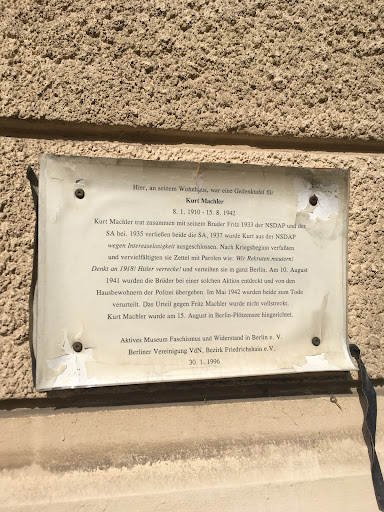 Hier, an seinem Wohnhaus, war eine Gedenktafel für
Kurt Machler
8. 1. 1910 - 15. 8. 1942
Kurt Machler trat zusammen mit seinem Bruder Fritz 1933 der NSDAP und der
SA bei. 1935 verließen beide die SA, 1937 wurde Kurt aus der NSDAP
wegen Interesselosigkeit ausgeschlossen. Nach Kriegsbeginn verfaßten
und vervielfältigten sie Zettel mit Parolen wie: Wir Rekruten meutern!
Denkt an 1918! Hitler verrecke! und verteilten sie in ganz Berlin. Am 10. August
1941 wurden die Brüder bei einer solchen Aktion entdeckt und von den
Hausbewohnern der Polizei übergeben. Im Mai 1942 wurden beide zum Tode
verurteilt. Das Urteil gegen Fritz Machler wurde nicht vollstreckt.
Kurt Machler wurde am 15. August in Berlin-Plötzensee hingerichtet.
Aktives Museum Faschismus und Widerstand in Berlin e. V.
Berliner Vereinigung VdN, Bezirk Friedrichshain e.V.
30. 1. 1996